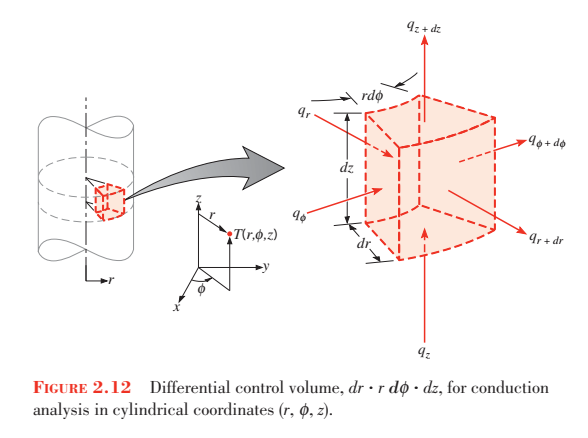 q_{z + dz}
rdϕ
q_r
q_{ϕ + dϕ}
dz
z
r
T(r,ϕ,z)
q_ϕ
dr
q_{r + dr}
y
r
ϕ
x
q_z
FIGURE 2.12 Differential control volume, dr · r dϕ · dz, for conduction
analysis in cylindrical coordinates (r, ϕ, z).